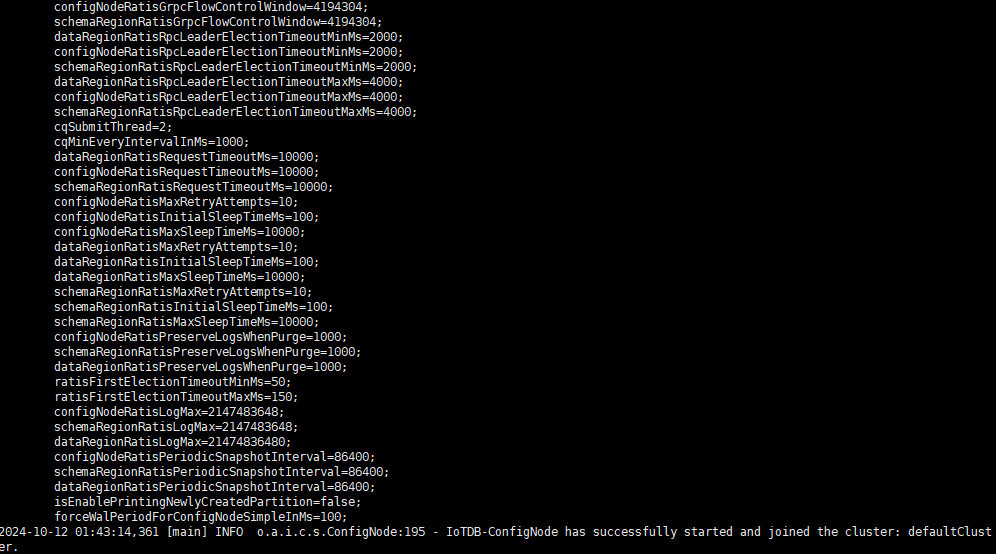 configNodeRatisGrpcFlowControlWindow=4194304;
schemaRegionRatisGrpcFlowControlWindow=4194304;
dataRegionRatisRpcLeaderElectionTimeoutMinMs=2000;
configNodeRatisRpcLeaderElectionTimeoutMinMs=2000;
schemaRegionRatisRpcLeaderElectionTimeoutMinMs=2000;
dataRegionRatisRpcLeaderElectionTimeoutMaxMs=4000;
configNodeRatisRpcLeaderElectionTimeoutMaxMs=4000;
schemaRegionRatisRpcLeaderElectionTimeoutMaxMs=4000;
cqSubmitThread=2;
cqMinEveryIntervalInMs=1000;
dataRegionRatisRequestTimeoutMs=10000;
configNodeRatisRequestTimeoutMs=10000;
schemaRegionRatisRequestTimeoutMs=10000;
configNodeRatisMaxRetryAttempts=10;
configNodeRatisInitialSleepTimeMs=100;
configNodeRatisMaxSleepTimeMs=10000;
dataRegionRatisMaxRetryAttempts=10;
dataRegionRatisInitialSleepTimeMs=100;
dataRegionRatisMaxSleepTimeMs=10000;
schemaRegionRatisMaxRetryAttempts=10;
schemaRegionRatisInitialSleepTimeMs=100;
schemaRegionRatisMaxSleepTimeMs=10000;
configNodeRatisPreserveLogsWhenPurge=1000;
schemaRegionRatisPreserveLogsWhenPurge=1000;
dataRegionRatisPreserveLogsWhenPurge=1000;
ratisFirstElectionTimeoutMinMs=50;
ratisFirstElectionTimeoutMaxMs=150;
configNodeRatisLogMax=2147483648;
schemaRegionRatisLogMax=2147483648;
dataRegionRatisLogMax=21474836480;
configNodeRatisPeriodicSnapshotInterval=86400;
schemaRegionRatisPeriodicSnapshotInterval=86400;
dataRegionRatisPeriodicSnapshotInterval=86400;
isEnablePrintingNewlyCreatedPartition=false;
forceWalPeriodForConfigNodeSimpleInMs=100;
2024-10-12 01:43:14,361 [main] INFO  o.a.i.c.s.ConfigNode:195 - IoTDB-ConfigNode has successfully started and joined the cluster: defaultClust
er.